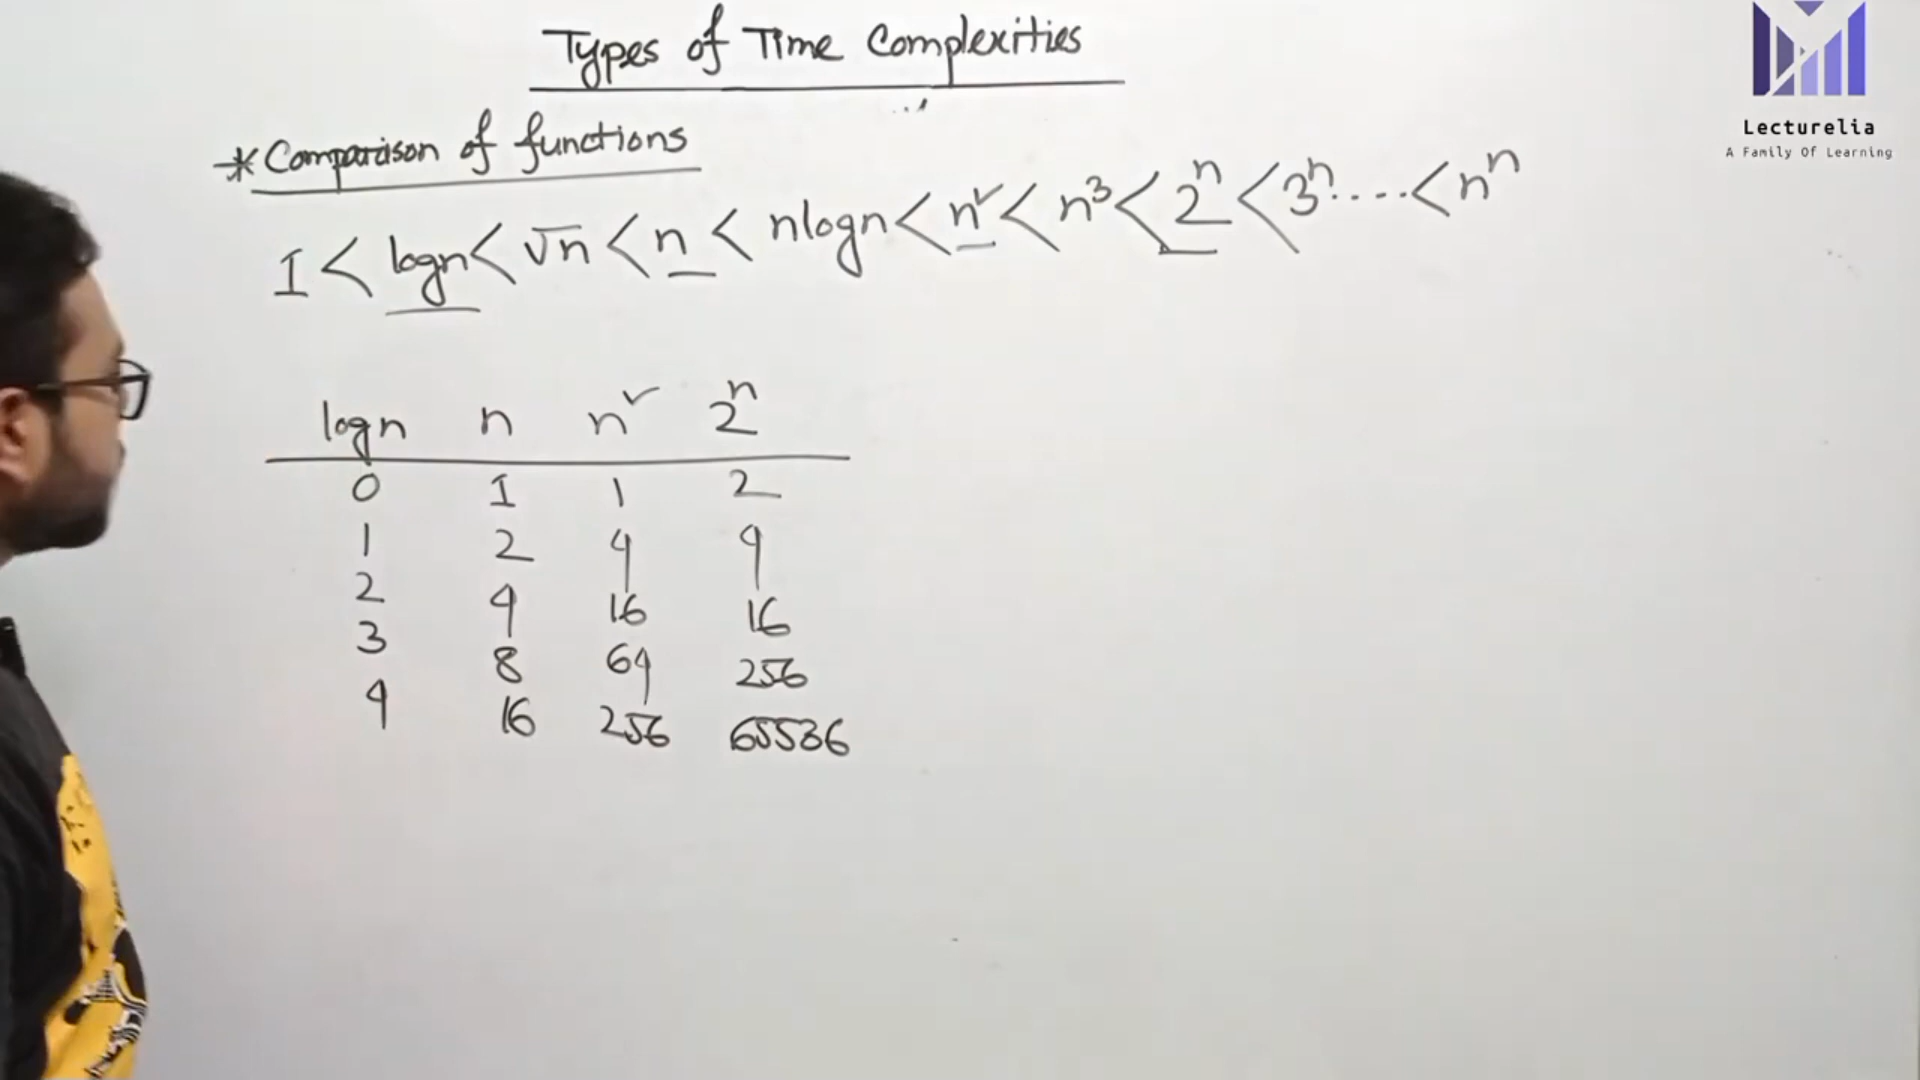 Types of Time Complexities
*Comparison of functions
1 < logn < √n < n < nlogn < n² < n³ < 2ⁿ < 3ⁿ .... < nⁿ
logn n n² 2ⁿ
0 1 1 2
1 2 4 4
2 4 16 16
3 8 64 256
4 16 256 65536
Lecturelia
A Family Of Learning